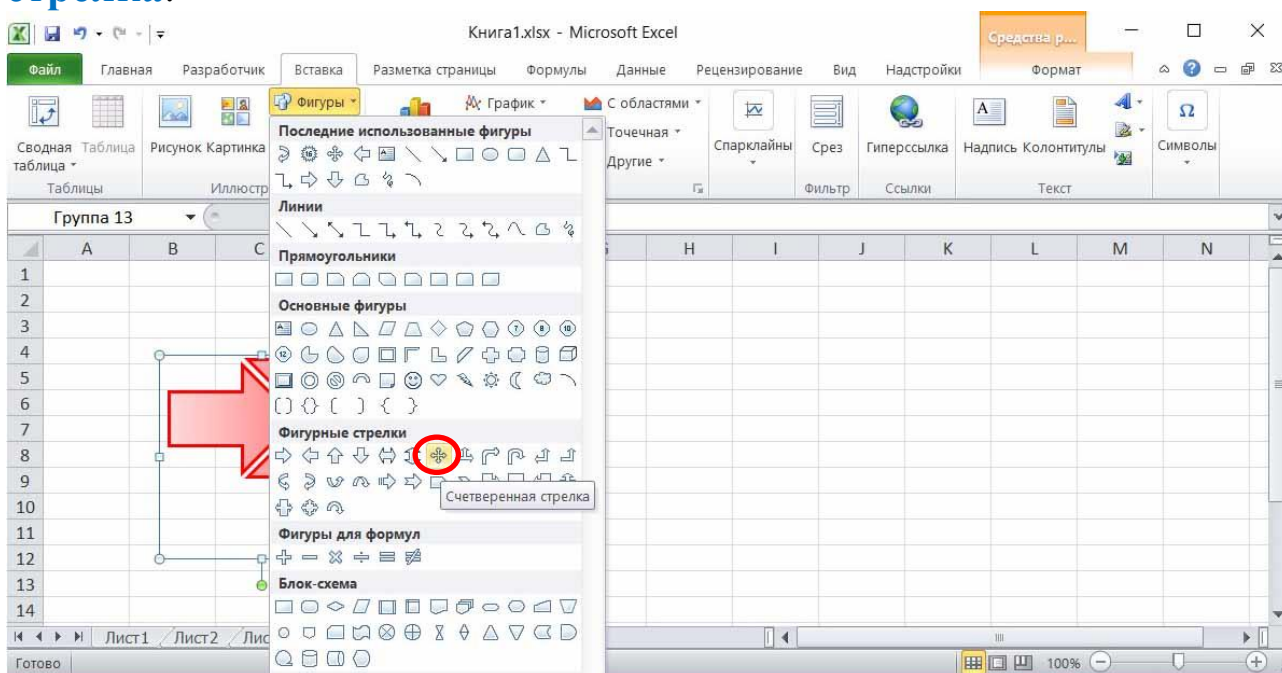 стрелка.
Книга1.xlsx - Microsoft Excel
Средства р...
Файл Главная Разработчик Вставка Разметка страницы Формулы Данные Рецензирование Вид Надстройки Формат
Сводная таблица
Таблица
Рисунок
Картинка
Фигуры
График
С областями
Точечная
Другие
Спарклайны
Срез
Гиперссылка
Надпись
Колонтитулы
Символы
Таблицы
Иллюстр
Фильтр
Ссылки
Текст
Группа 13
A B C H I J K L M N
1
2
3
4
5
6
7
8
9
10
11
12
13
14
Последние использованные фигуры
Линии
Прямоугольники
Основные фигуры
Фигурные стрелки
Счетверенная стрелка
Фигуры для формул
Блок-схема
Лист1 Лист2 Лис
Готово
100%